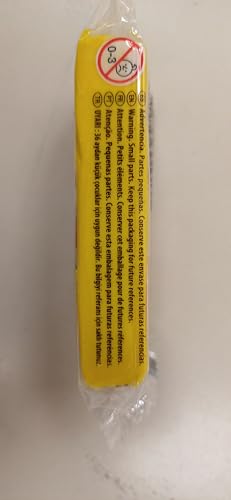 0-3
ES Advertencia. Partes pequeñas. Conserve este envase para futuras referencias.
EN Warning. Small parts. Keep this packaging for future references.
FR Attention. Petits éléments. Conserver cet emballage pour de futures références.
PT Atenção. Pequenas partes. Conserve esta embalagem para futuras referências.
TR UYARI : 36 aydan küçük çocuklar için uygun değildir. Bu bilgiyi referans için saklı tutunuz.